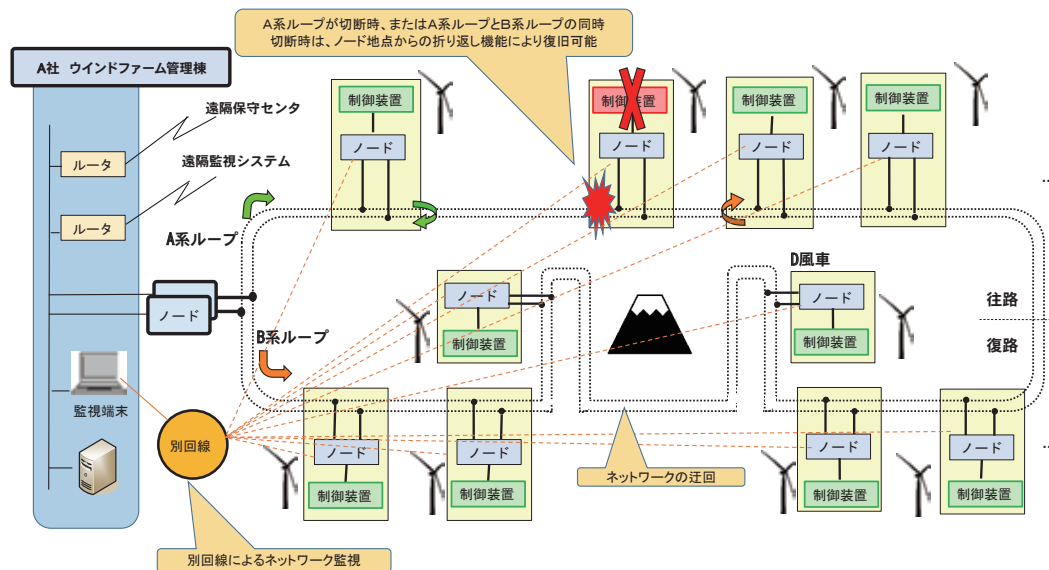 A系ループが切断時、またはA系ループとB系ループの同時
切断時は、ノード地点からの折り返し機能により復旧可能
A社 ウインドファーム管理棟
遠隔保守センタ
ルータ
遠隔監視システム
ルータ
A系ループ
ノード
B系ループ
監視端末
別回線
別回線によるネットワーク監視
制御装置
ノード
制御装置
ノード
制御装置
ノード
制御装置
ノード
ノード
制御装置
D風車
ノード
制御装置
往路
復路
ノード
制御装置
ノード
制御装置
ネットワークの迂回
ノード
制御装置
ノード
制御装置